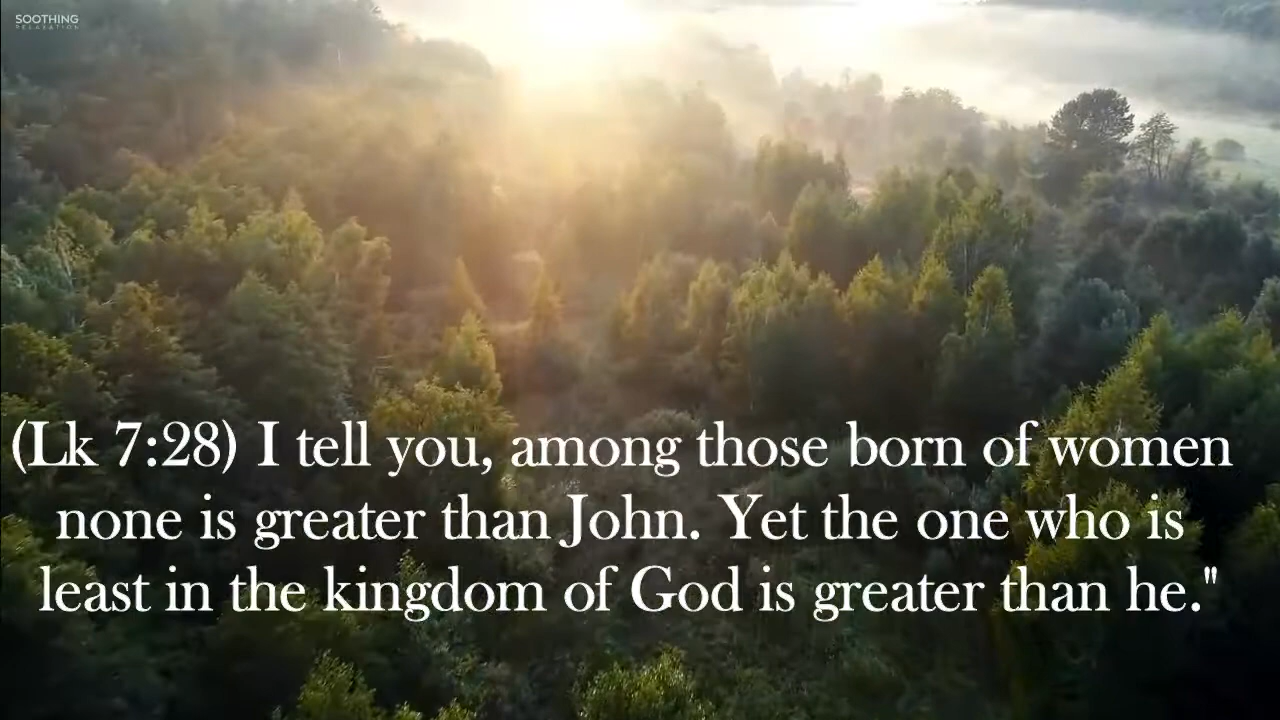 SOOTHING
RELAXATION
(Lk 7:28) I tell you, among those born of women
none is greater than John. Yet the one who is
least in the kingdom of God is greater than he."